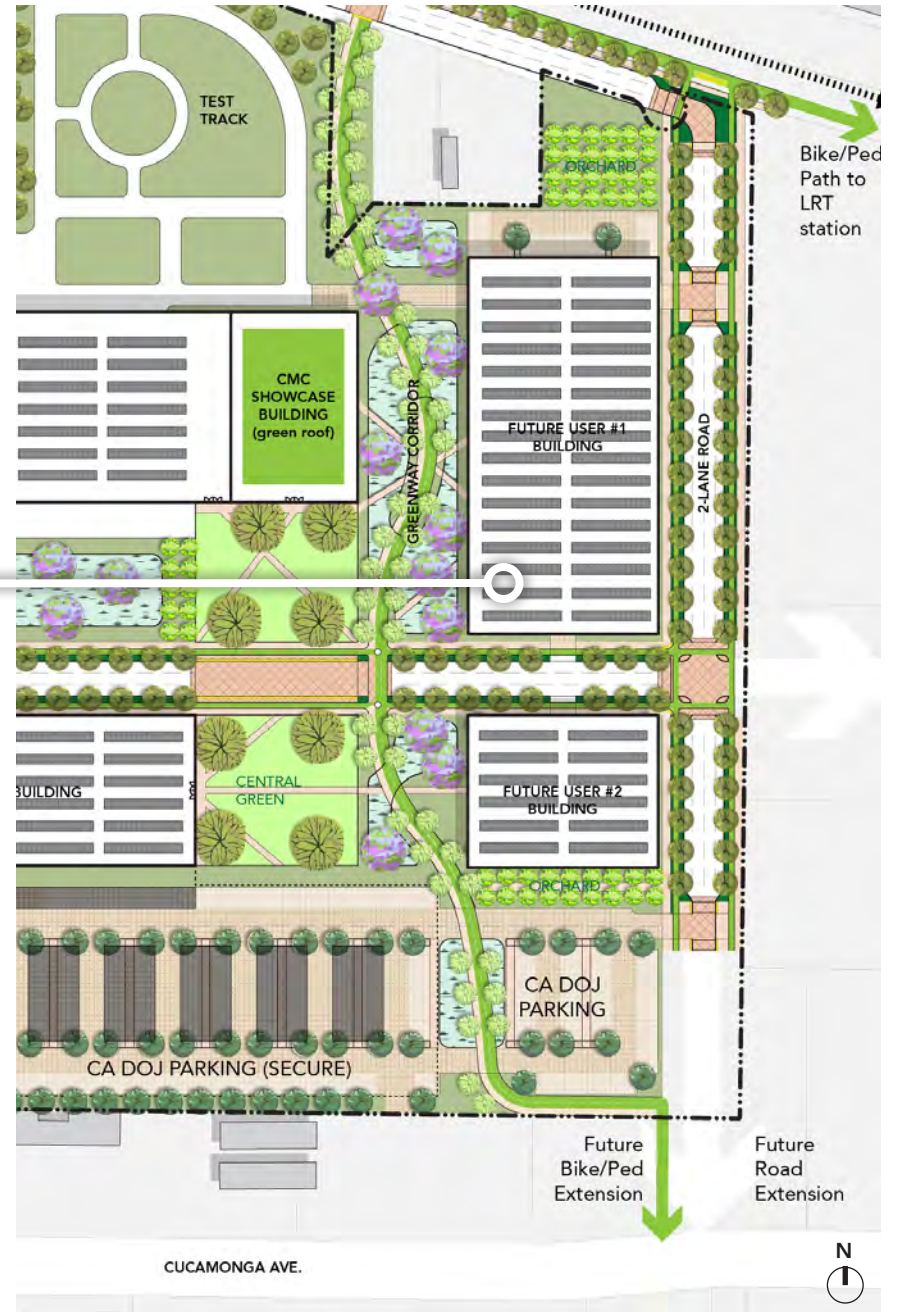 TEST
TRACK
ORCHARD
Bike/Ped
Path to
LRT
station
CMC
SHOWCASE
BUILDING
(green roof)
GREENWAY CORRIDOR
FUTURE USER #1
BUILDING
2-LANE ROAD
BUILDING
CENTRAL
GREEN
FUTURE USER #2
BUILDING
ORCHARD
CA DOJ
PARKING
CA DOJ PARKING (SECURE)
Future
Bike/Ped
Extension
Future
Road
Extension
CUCAMONGA AVE.
N